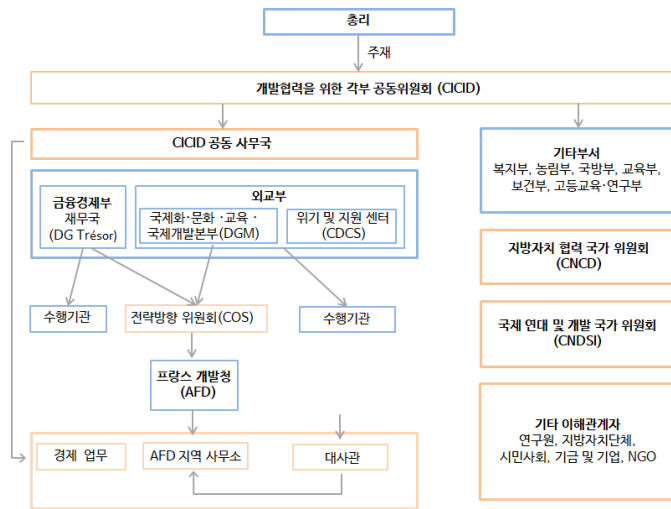 총리
주재
개발협력을 위한 각부 공동위원회 (CICID)
CICID 공동 사무국
금융경제부
재무국
(DG Trésor)
외교부
국제화·문화 ·교육 ·
국제개발본부(DGM)
위기 및 지원 센터
(CDCS)
수행기관
전략방향 위원회(COS)
수행기관
프랑스 개발청
(AFD)
경제 업무
AFD 지역 사무소
대사관
기타부서
복지부, 농림부, 국방부, 교육부,
보건부, 고등교육·연구부
지방자치 협력 국가 위원회
(CNCD)
국제 연대 및 개발 국가 위원회
(CNDSI)
기타 이해관계자
연구원, 지방자치단체,
시민사회, 기금 및 기업, NGO